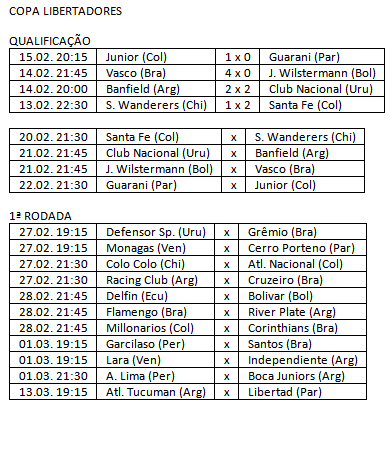 COPA LIBERTADORES
QUALIFICAÇÃO
15.02. 20:15 Junior (Col) 1 x 0 Guarani (Par)
14.02. 21:45 Vasco (Bra) 4 x 0 J. Wilstermann (Bol)
14.02. 20:00 Banfield (Arg) 2 x 2 Club Nacional (Uru)
13.02. 22:30 S. Wanderers (Chi) 1 x 2 Santa Fe (Col)
20.02. 21:30 Santa Fe (Col) x S. Wanderers (Chi)
21.02. 21:45 Club Nacional (Uru) x Banfield (Arg)
21.02. 21:45 J. Wilstermann (Bol) x Vasco (Bra)
22.02. 21:30 Guarani (Par) x Junior (Col)
1ª RODADA
27.02. 19:15 Defensor Sp. (Uru) x Grêmio (Bra)
27.02. 19:15 Monagas (Ven) x Cerro Porteno (Par)
27.02. 21:30 Colo Colo (Chi) x Atl. Nacional (Col)
27.02. 21:30 Racing Club (Arg) x Cruzeiro (Bra)
28.02. 21:45 Delfin (Ecu) x Bolivar (Bol)
28.02. 21:45 Flamengo (Bra) x River Plate (Arg)
28.02. 21:45 Millonarios (Col) x Corinthians (Bra)
01.03. 19:15 Garcilaso (Per) x Santos (Bra)
01.03. 19:15 Lara (Ven) x Independiente (Arg)
01.03. 21:30 A. Lima (Per) x Boca Juniors (Arg)
13.03. 19:15 Atl. Tucuman (Arg) x Libertad (Par)